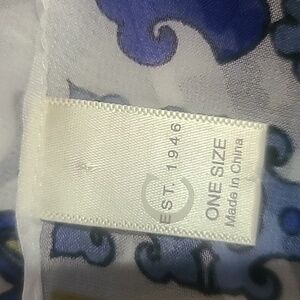 C
EST. 1946
ONE SIZE
Made in China